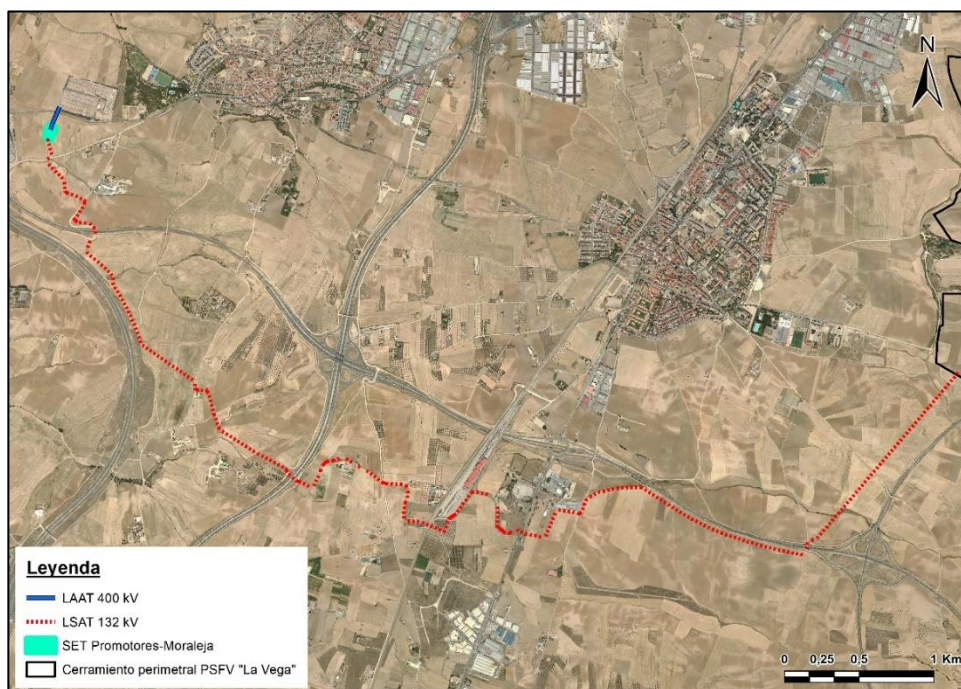 N
Leyenda
LAAT 400 kV
LSAT 132 kV
SET Promotores-Moraleja
Cerramiento perimetral PSFV "La Vega"
0 0,25 0,5 1 Km